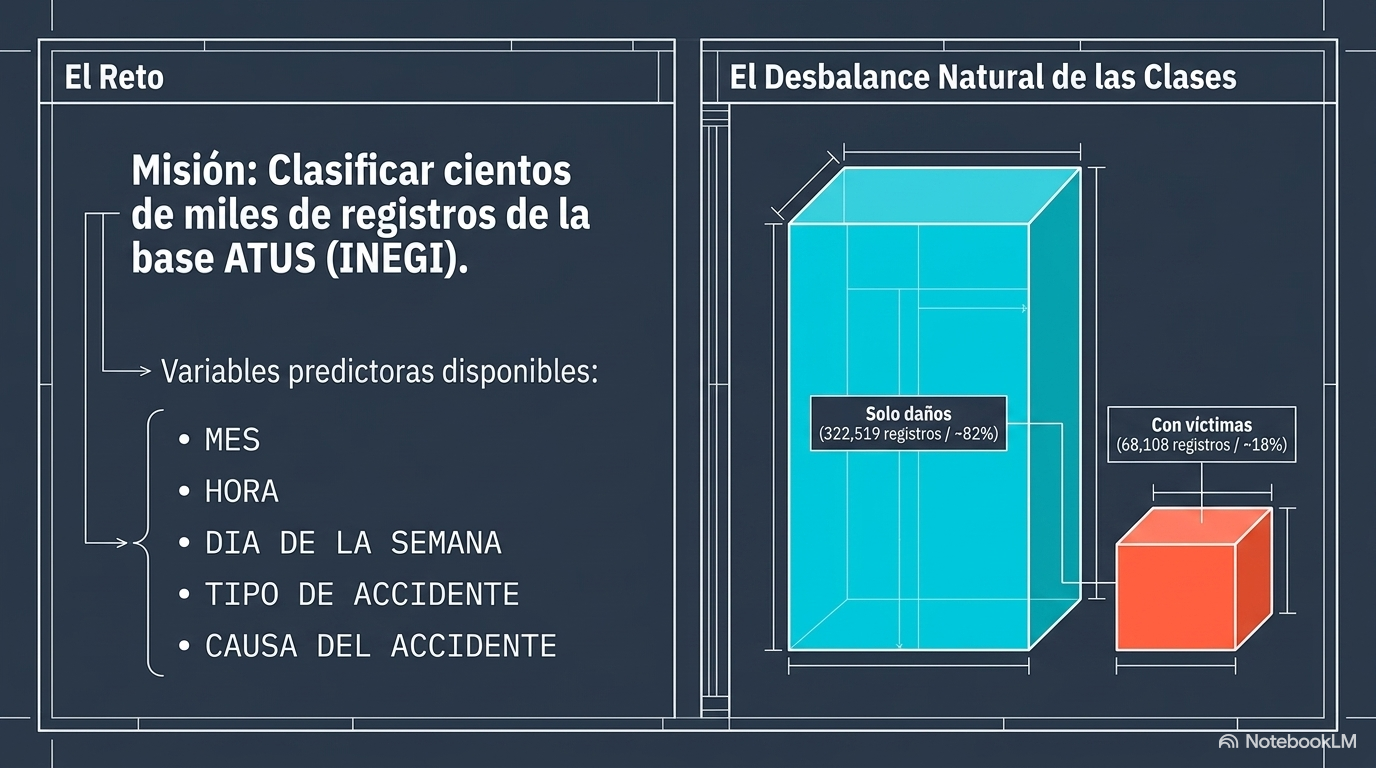 El Reto
Misión: Clasificar cientos
de miles de registros de la
base ATUS (INEGI).
Variables predictoras disponibles:
• MES
• HORA
• DIA DE LA SEMANA
• TIPO DE ACCIDENTE
• CAUSA DEL ACCIDENTE
El Desbalance Natural de las Clases
Solo daños
(322,519 registros / ~82%)
Con víctimas
(68,108 registros / ~18%)
NotebookLM